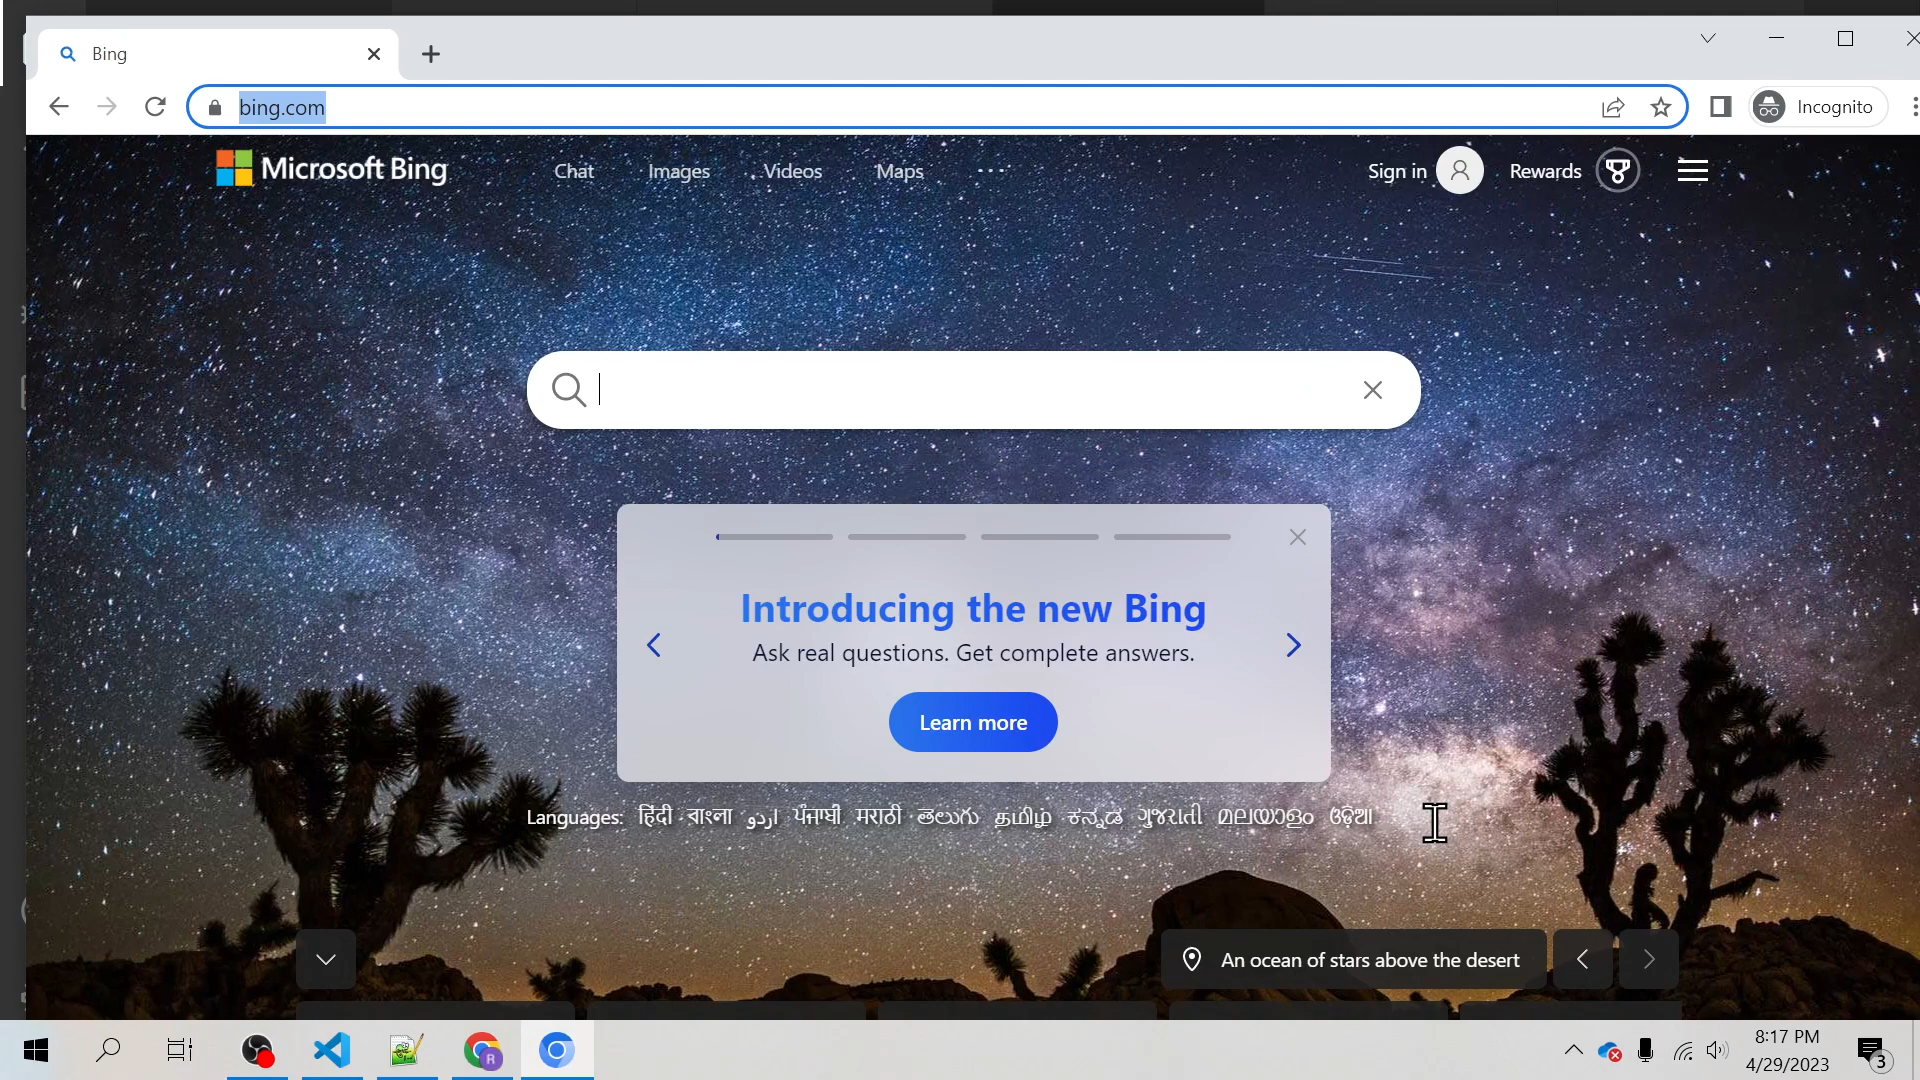 Bing
bing.com
Incognito
Microsoft Bing
Chat
Images
Videos
Maps
Sign in
Rewards
Introducing the new Bing
Ask real questions. Get complete answers.
Learn more
Languages: हिंदी বাংলা اردو ਪੰਜਾਬੀ मराठी తెలుగు தமிழ் ಕನ್ನಡ ગુજરાતી മലയാളം ଓଡ଼ିଆ
An ocean of stars above the desert
R
8:17 PM
4/29/2023
3